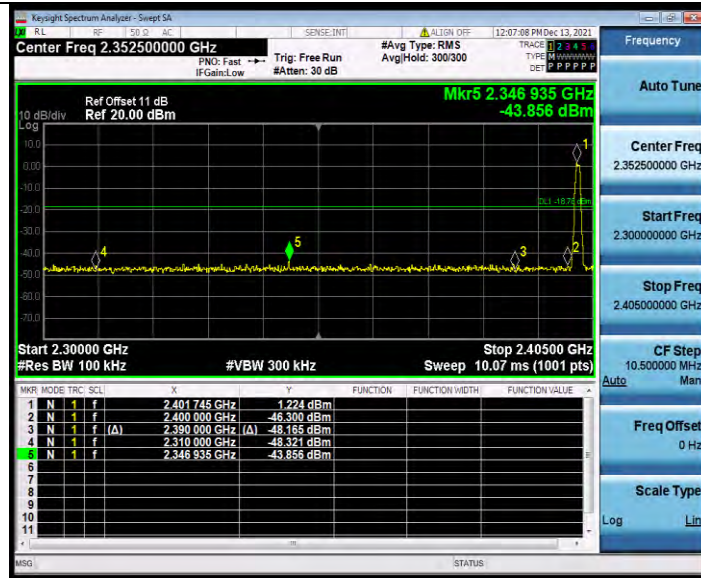 Keysight Spectrum Analyzer - Swept SA
RL RF 50 Ω AC SENSE:INT ALIGN OFF 12:07:08 PM Dec 13, 2021
Center Freq 2.352500000 GHz
PNO: Fast
IFGain:Low
Trig: Free Run
#Atten: 30 dB
#Avg Type: RMS
Avg|Hold: 300/300
TRACE 1 2 3 4 5
TYPE M
DET P P P P P P
Mkr5 2.346 935 GHz
-43.856 dBm
Ref Offset 11 dB
10 dB/div Ref 20.00 dBm
Log
10.0
0.00
-10.0
-20.0
-30.0
-40.0
-50.0
-60.0
-70.0
DL1 -18.78 dBm
1
2
3
4
5
Start 2.30000 GHz Stop 2.40500 GHz
#Res BW 100 kHz #VBW 300 kHz Sweep 10.07 ms (1001 pts)
MKR MODE TRC SCL X Y FUNCTION FUNCTION WIDTH FUNCTION VALUE
1 N 1 f 2.401 745 GHz 1.224 dBm
2 N 1 f 2.400 000 GHz -46.300 dBm
3 N 1 f (Δ) 2.390 000 GHz (Δ) -48.165 dBm
4 N 1 f 2.310 000 GHz -48.321 dBm
5 N 1 f 2.346 935 GHz -43.856 dBm
6
7
8
9
10
11
MSG STATUS
Frequency
Auto Tune
Center Freq
2.352500000 GHz
Start Freq
2.300000000 GHz
Stop Freq
2.405000000 GHz
CF Step
10.500000 MHz
Auto Man
Freq Offset
0 Hz
Scale Type
Log Lin